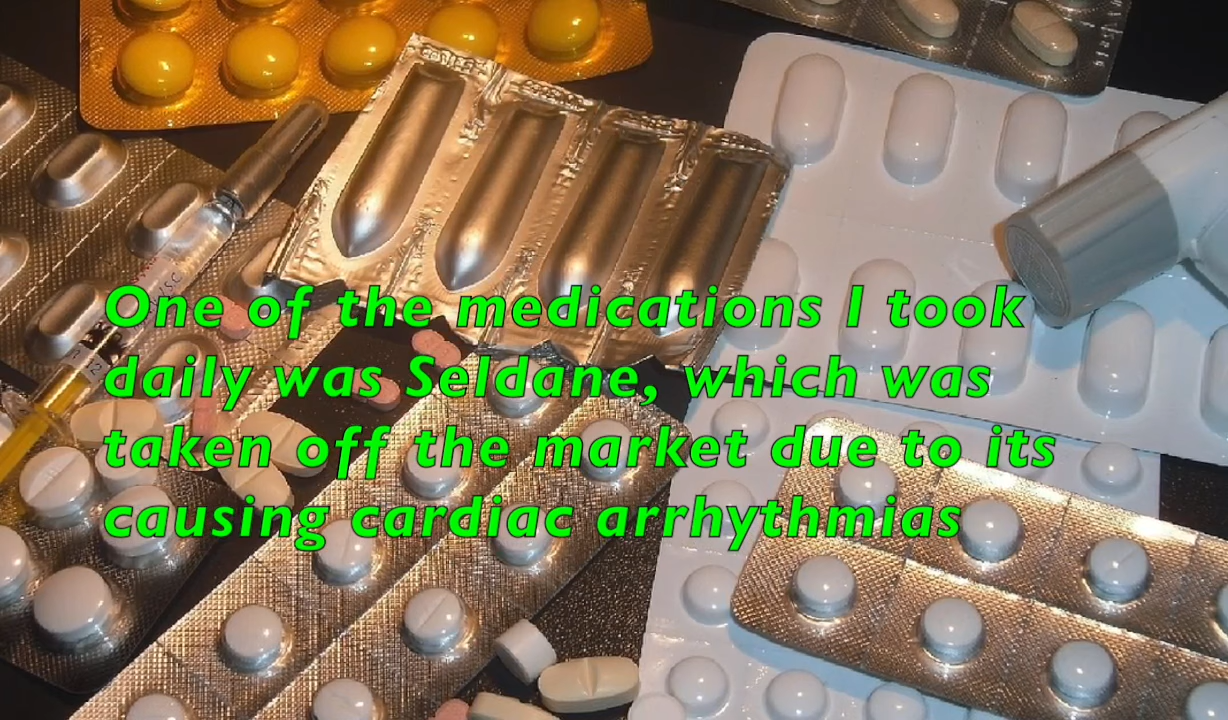 One of the medications I took
daily was Seldane, which was
taken off the market due to its
causing cardiac arrhythmias